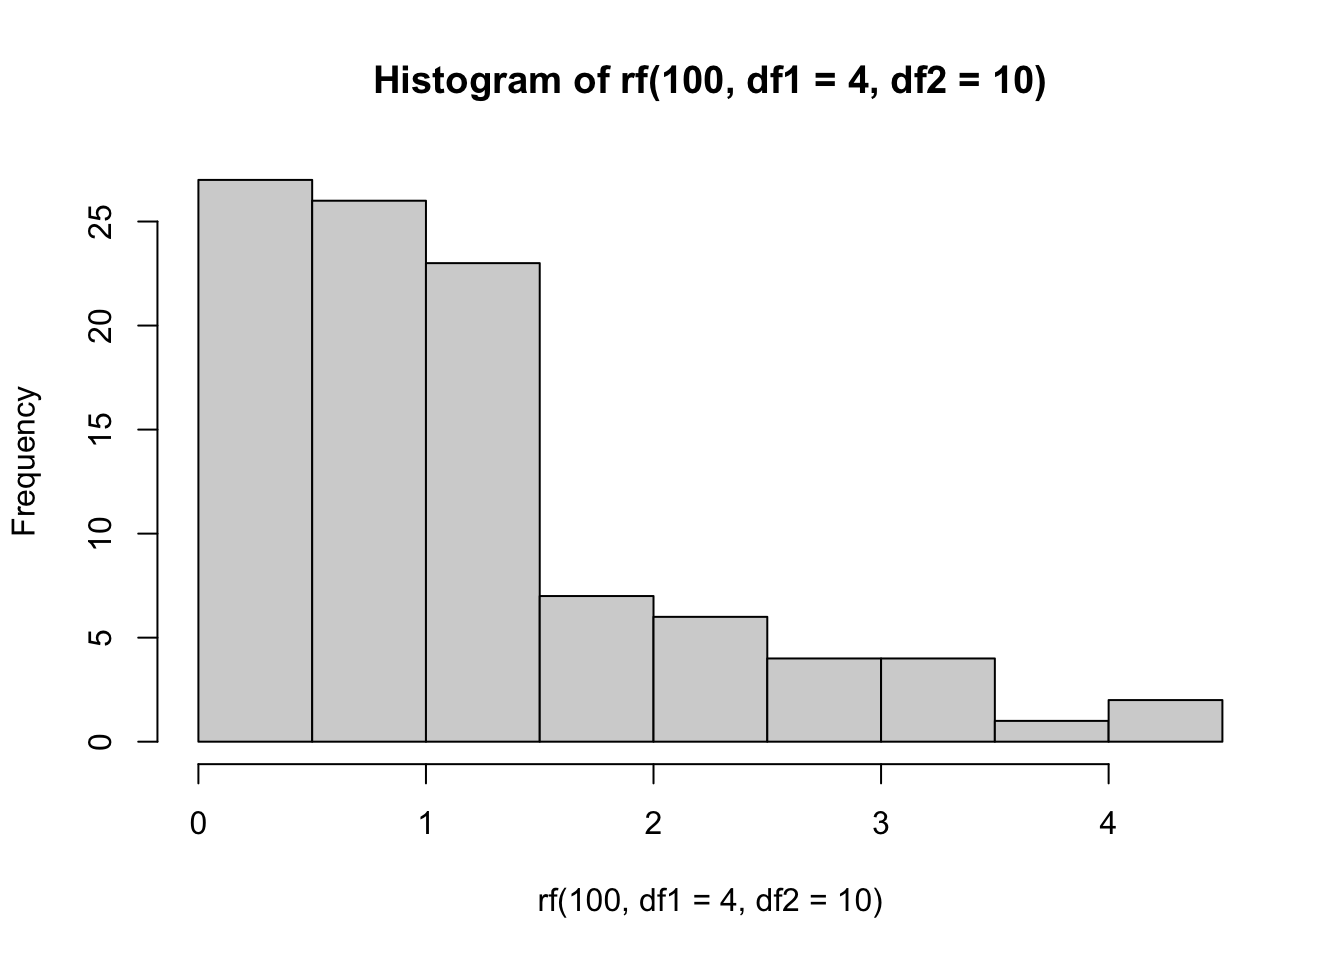 Histogram of rf(100, df1 = 4, df2 = 10)
Frequency
25
20
15
10
5
0
0 1 2 3 4
rf(100, df1 = 4, df2 = 10)